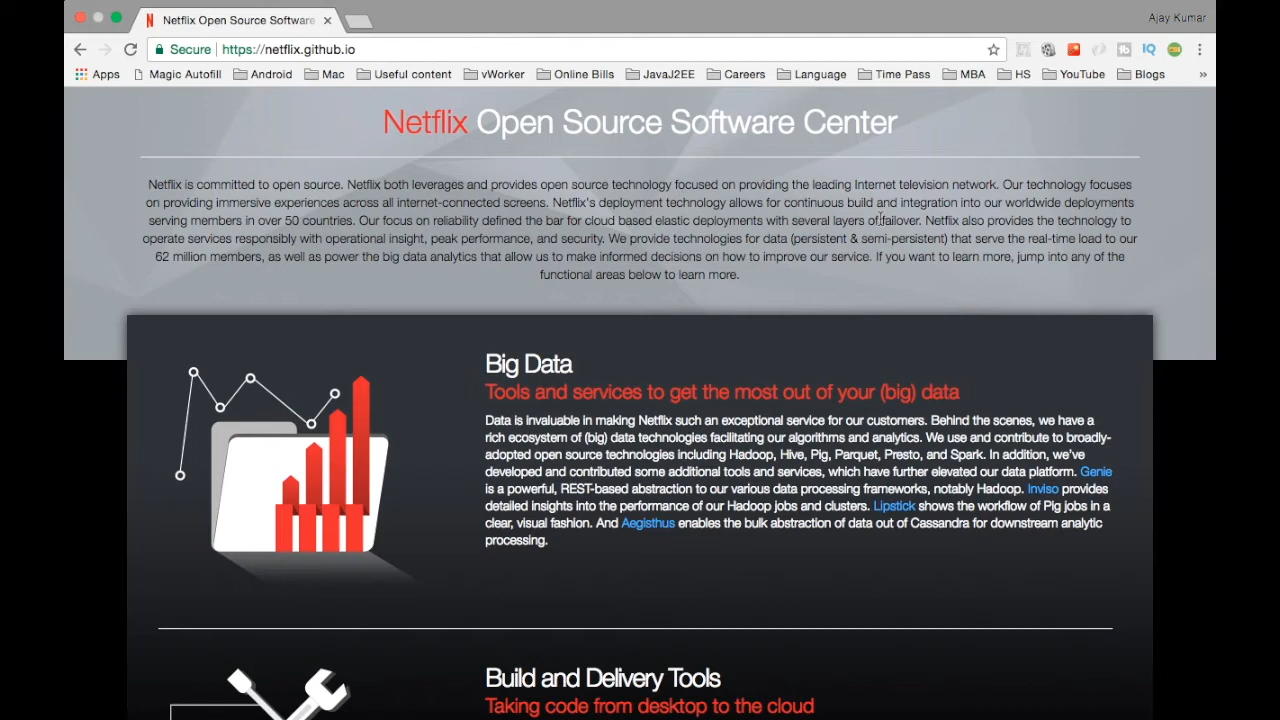 Netflix Open Source Software
Ajay Kumar
Secure https://netflix.github.io
Apps Magic Autofill Android Mac Useful content vWorker Online Bills JavaJ2EE Careers Language Time Pass MBA HS YouTube Blogs »
Netflix Open Source Software Center
Netflix is committed to open source. Netflix both leverages and provides open source technology focused on providing the leading Internet television network. Our technology focuses
on providing immersive experiences across all internet-connected screens. Netflix's deployment technology allows for continuous build and integration into our worldwide deployments
serving members in over 50 countries. Our focus on reliability defined the bar for cloud based elastic deployments with several layers of failover. Netflix also provides the technology to
operate services responsibly with operational insight, peak performance, and security. We provide technologies for data (persistent & semi-persistent) that serve the real-time load to our
62 million members, as well as power the big data analytics that allow us to make informed decisions on how to improve our service. If you want to learn more, jump into any of the
functional areas below to learn more.
Big Data
Tools and services to get the most out of your (big) data
Data is invaluable in making Netflix such an exceptional service for our customers. Behind the scenes, we have a
rich ecosystem of (big) data technologies facilitating our algorithms and analytics. We use and contribute to broadly-
adopted open source technologies including Hadoop, Hive, Pig, Parquet, Presto, and Spark. In addition, we've
developed and contributed some additional tools and services, which have further elevated our data platform. Genie
is a powerful, REST-based abstraction to our various data processing frameworks, notably Hadoop. Inviso provides
detailed insights into the performance of our Hadoop jobs and clusters. Lipstick shows the workflow of Pig jobs in a
clear, visual fashion. And Aegisthus enables the bulk abstraction of data out of Cassandra for downstream analytic
processing.
Build and Delivery Tools
Taking code from desktop to the cloud